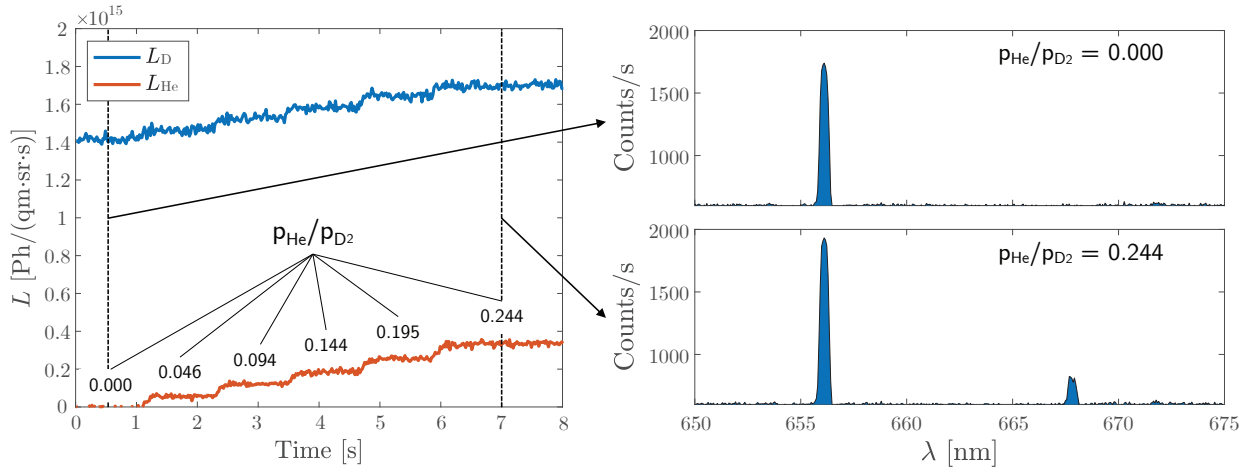 × 10¹⁵
2
1.8
1.6
1.4
1.2
1
0.8
0.6
0.4
0.2
0
L [Ph/(qm·sr·s)]
L_D
L_He
p_He/p_D2
0.000
0.046
0.094
0.144
0.195
0.244
0 1 2 3 4 5 6 7 8
Time [s]
2000
1500
1000
Counts/s
p_He/p_D2 = 0.000
2000
1500
1000
Counts/s
p_He/p_D2 = 0.244
650 655 660 665 670 675
λ [nm]